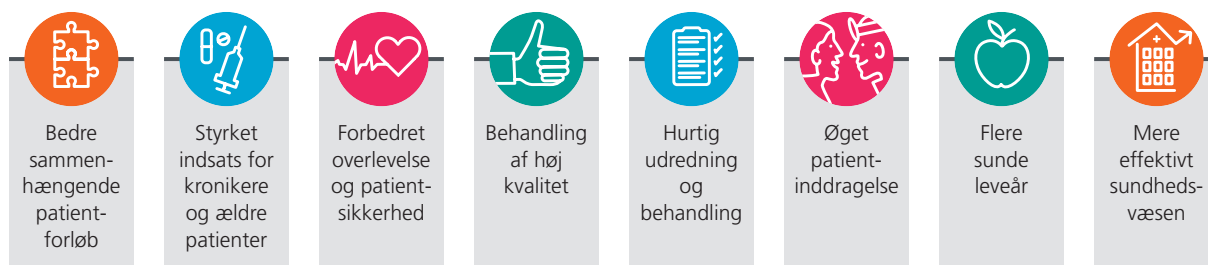 Bedre
sammen-
hængende
patient-
forløb
Styrket
indsats for
kronikere
og ældre
patienter
Forbedret
overlevelse
og patient-
sikkerhed
Behandling
af høj
kvalitet
Hurtig
udredning
og
behandling
Øget
patient-
inddragelse
Flere
sunde
leveår
Mere
effektivt
sundheds-
væsen